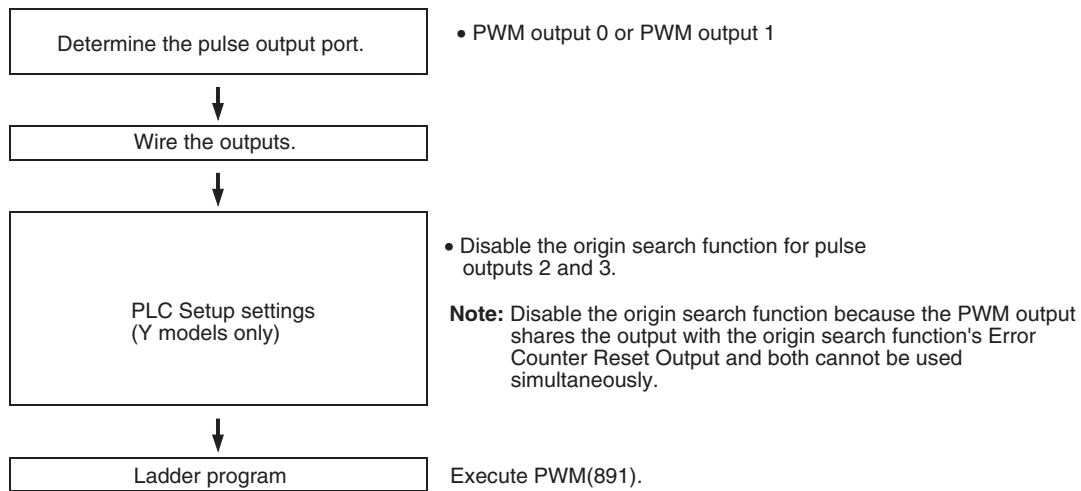 Determine the pulse output port.
• PWM output 0 or PWM output 1
Wire the outputs.
PLC Setup settings
(Y models only)
• Disable the origin search function for pulse
outputs 2 and 3.
Note: Disable the origin search function because the PWM output
shares the output with the origin search function's Error
Counter Reset Output and both cannot be used
simultaneously.
Ladder program
Execute PWM(891).